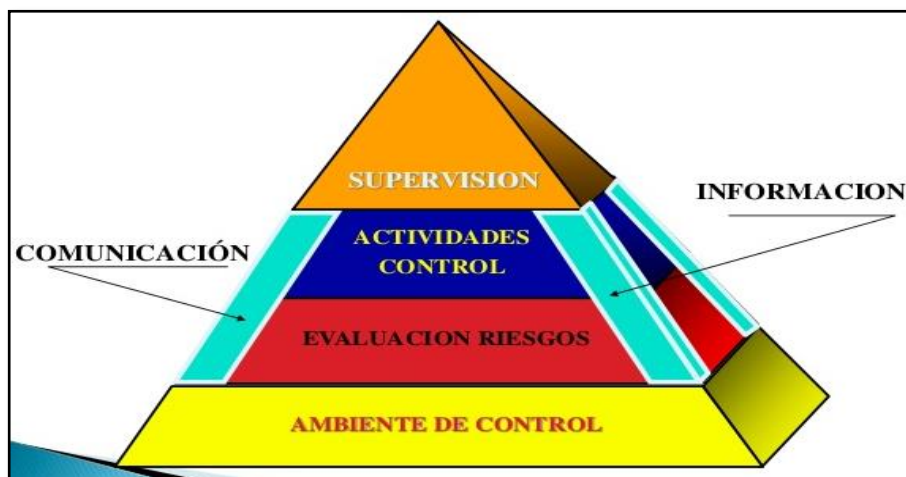 SUPERVISION
INFORMACION
COMUNICACIÓN
ACTIVIDADES
CONTROL
EVALUACION RIESGOS
AMBIENTE DE CONTROL